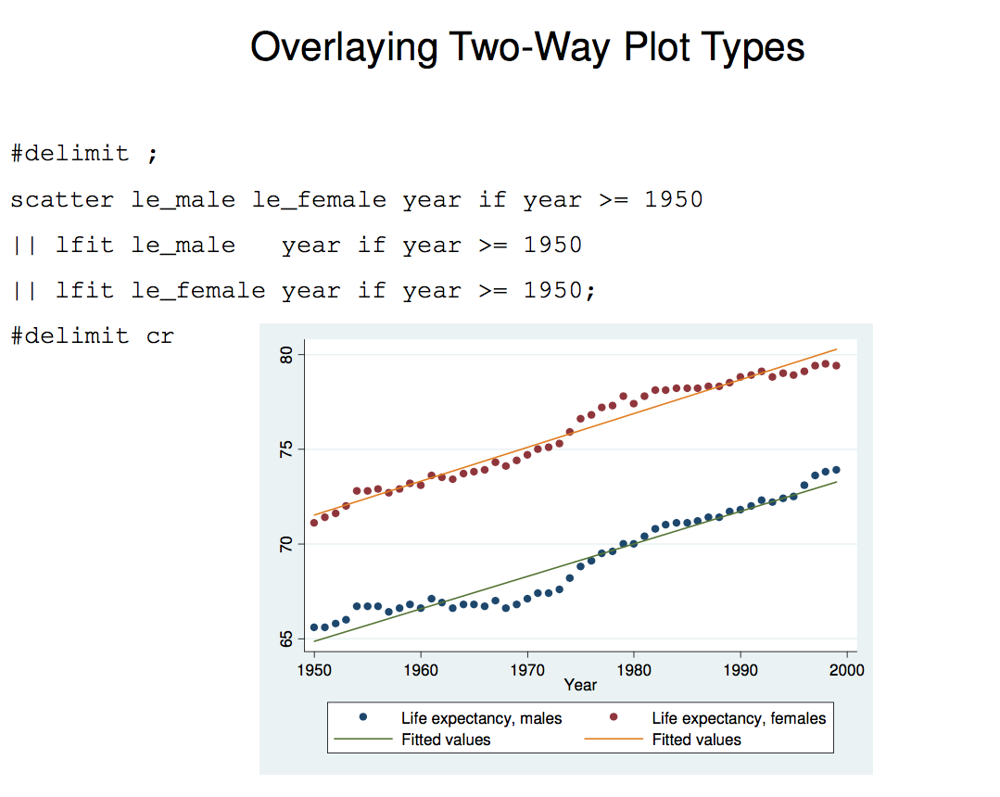 Overlaying Two-Way Plot Types
#delimit ;
scatter le_male le_female year if year >= 1950
|| lfit le_male   year if year >= 1950
|| lfit le_female year if year >= 1950;
#delimit cr
80
75
70
65
1950 1960 1970 1980 1990 2000
Year
Life expectancy, males Life expectancy, females
Fitted values Fitted values